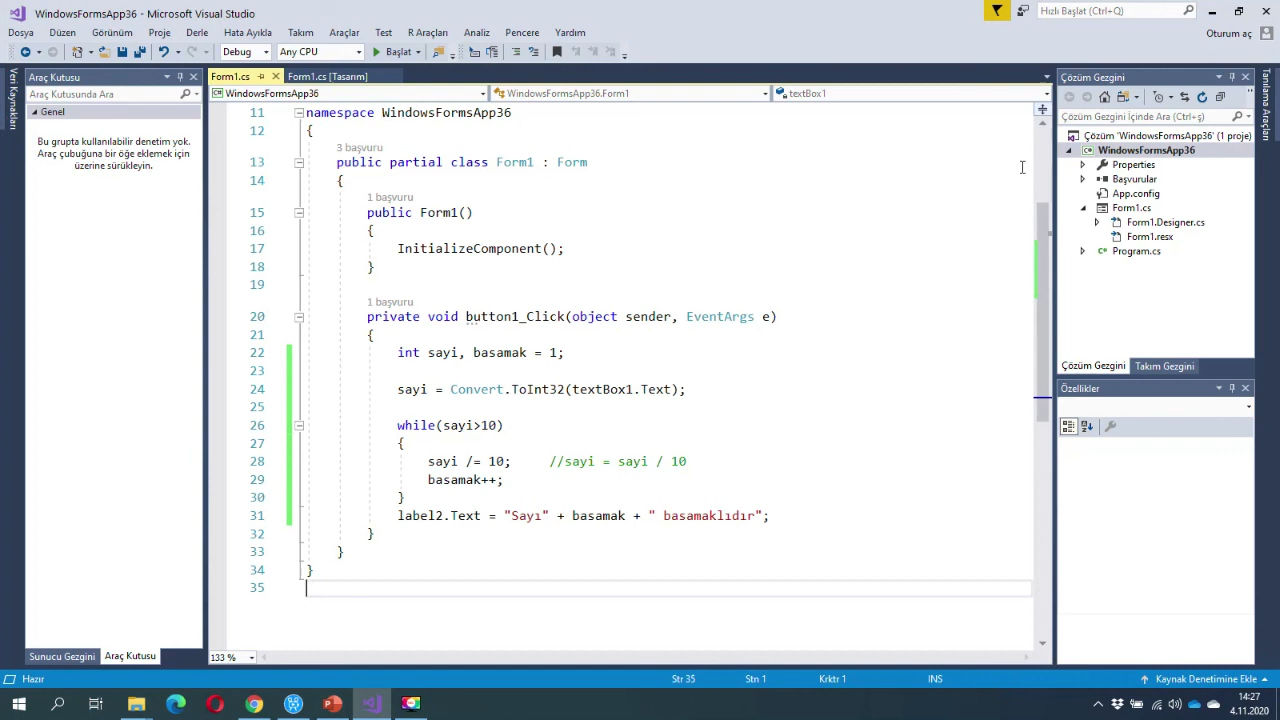 WindowsFormsApp36 - Microsoft Visual Studio
Hızlı Başlat (Ctrl+Q)
Dosya Düzen Görünüm Proje Derle Hata Ayıkla Takım Araçlar Test R Araçları Analiz Pencere Yardım
Oturum aç
Debug Any CPU Başlat
Veri Kaynakları
Araç Kutusu
Araç Kutusunda Ara
Genel
Bu grupta kullanılabilir denetim yok.
Araç çubuğuna bir öğe eklemek için
üzerine sürükleyin.
Sunucu Gezgini Araç Kutusu
Form1.cs Form1.cs [Tasarım]
WindowsFormsApp36 WindowsFormsApp36.Form1 textBox1
11 namespace WindowsFormsApp36
12 {
3 başvuru
13 public partial class Form1 : Form
14 {
1 başvuru
15 public Form1()
16 {
17 InitializeComponent();
18 }
19
1 başvuru
20 private void button1_Click(object sender, EventArgs e)
21 {
22 int sayi, basamak = 1;
23
24 sayi = Convert.ToInt32(textBox1.Text);
25
26 while(sayi>10)
27 {
28 sayi /= 10; //sayi = sayi / 10
29 basamak++;
30 }
31 label2.Text = "Sayı" + basamak + " basamaklıdır";
32 }
33 }
34 }
35
133 %
Çözüm Gezgini
Çözüm Gezgini İçinde Ara (Ctrl+ş)
Çözüm 'WindowsFormsApp36' (1 proje)
WindowsFormsApp36
Properties
Başvurular
App.config
Form1.cs
Form1.Designer.cs
Form1.resx
Program.cs
Çözüm Gezgini Takım Gezgini
Özellikler
Tanılama Araçları
Hazır Str 35 Stn 1 Krktr 1 INS Kaynak Denetimine Ekle
14:27
4.11.2020